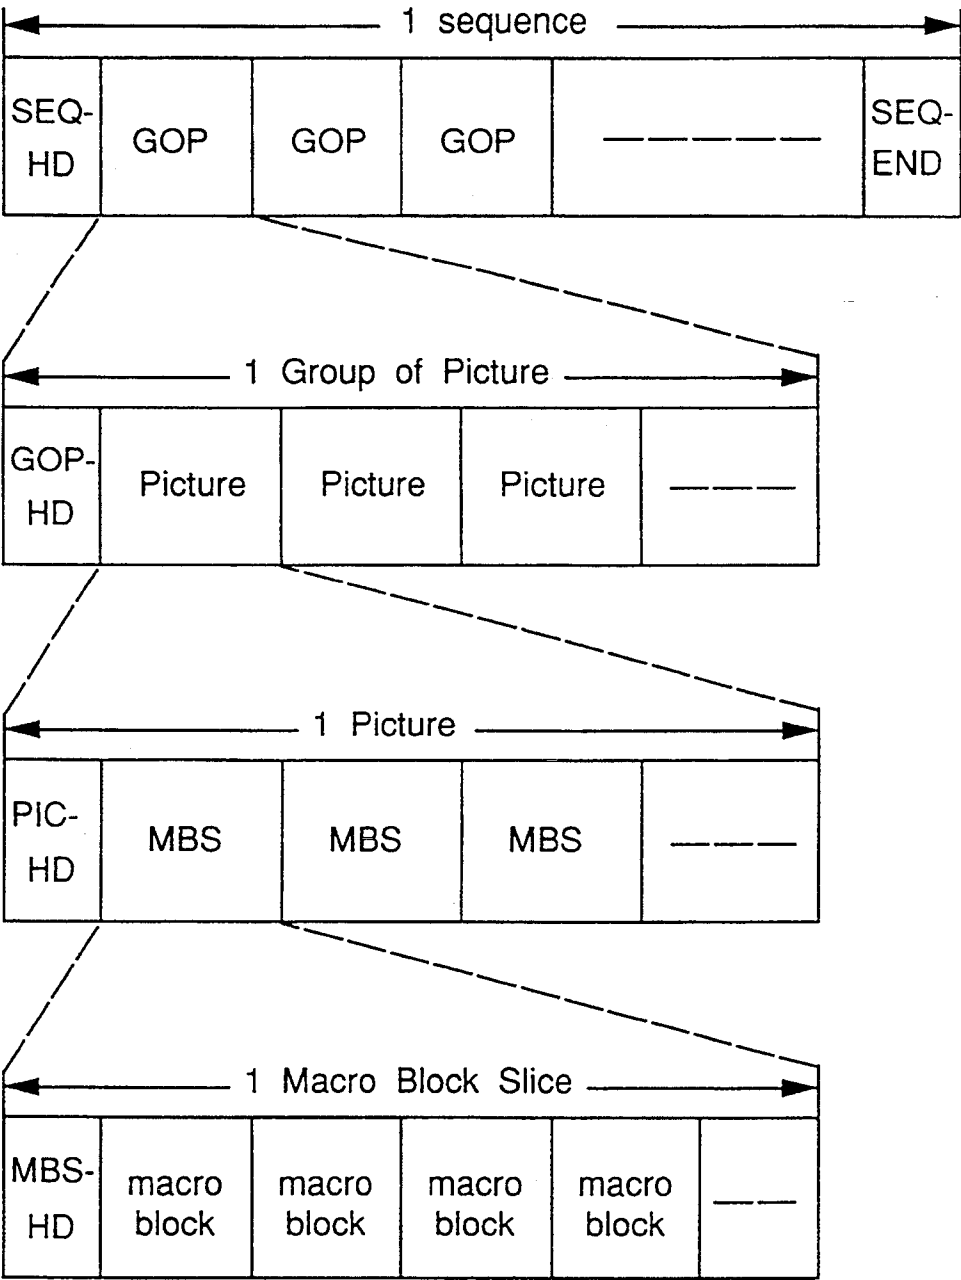 1 sequence
SEQ-
HD
GOP
GOP
GOP
SEQ-
END
1 Group of Picture
GOP-
HD
Picture
Picture
Picture
1 Picture
PIC-
HD
MBS
MBS
MBS
1 Macro Block Slice
MBS-
HD
macro
block
macro
block
macro
block
macro
block